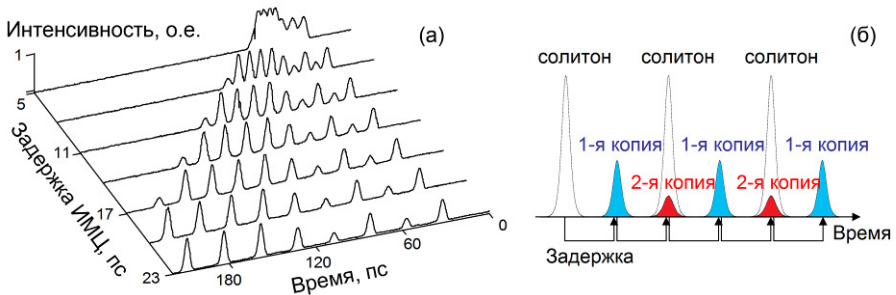 Интенсивность, о.е.
(а)
1
5
11
17
23
Задержка ИМЦ, пс
180
120
60
0
Время, пс
(б)
солитон солитон солитон
1-я копия 1-я копия 1-я копия
2-я копия 2-я копия
Время
Задержка